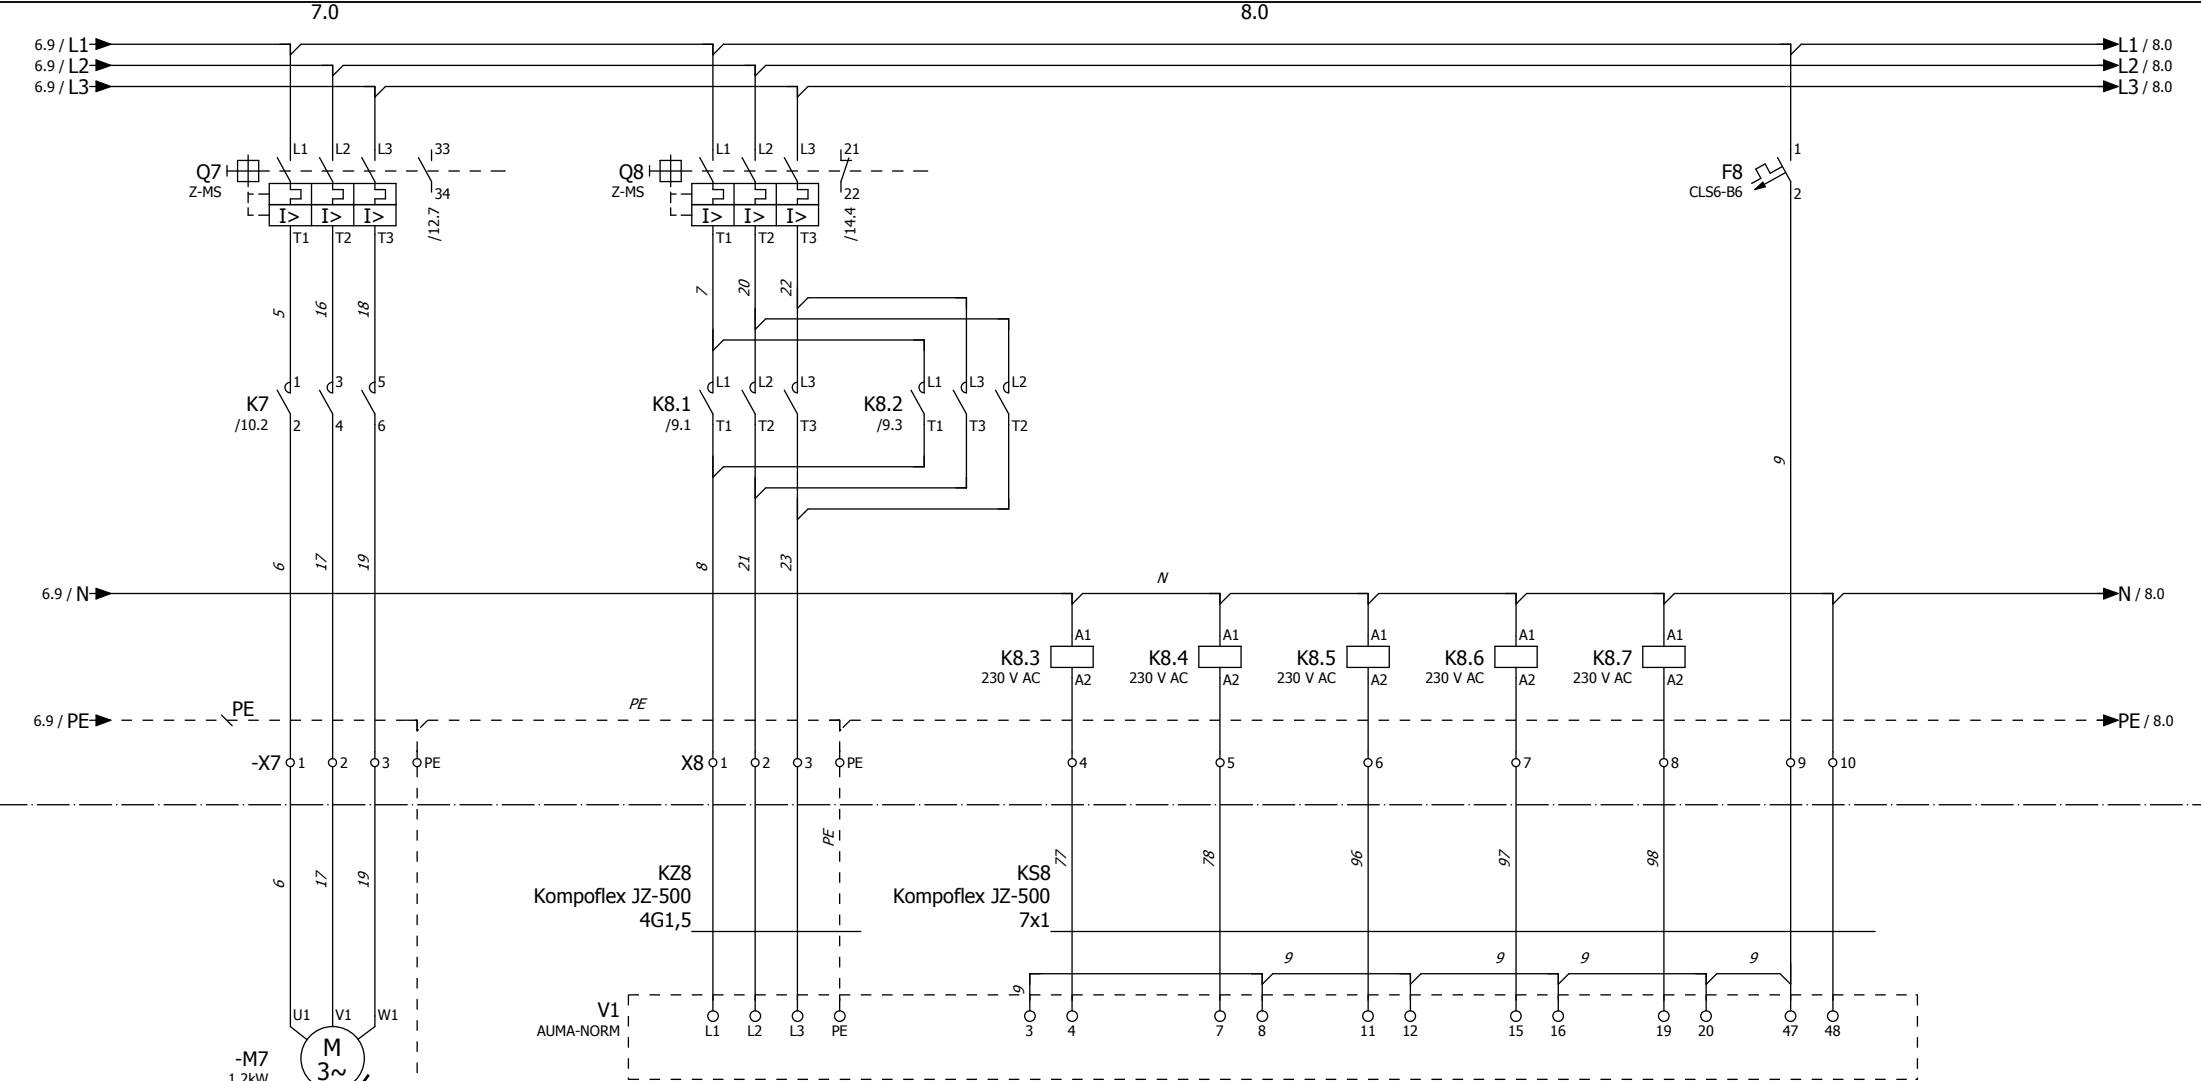 7.0 8.0
6.9 / L1 L1 / 8.0
6.9 / L2 L2 / 8.0
6.9 / L3 L3 / 8.0
L1 L2 L3 33 L1 L2 L3 21 1
Q7 Q8 F8
Z-MS 34 Z-MS 22 CLS6-B6 2
I> I> I> /12.7 I> I> I> /14.4
T1 T2 T3 T1 T2 T3
5 16 18 7 20 22
1 3 5 L1 L2 L3 L1 L3 L2
K7 K8.1 K8.2
/10.2 2 4 6 /9.1 T1 T2 T3 /9.3 T1 T3 T2
9
6 17 19 8 21 23
N
6.9 / N N / 8.0
A1 A1 A1 A1 A1
K8.3 K8.4 K8.5 K8.6 K8.7
230 V AC A2 230 V AC A2 230 V AC A2 230 V AC A2 230 V AC A2
PE PE
6.9 / PE PE / 8.0
-X7 1 2 3 PE X8 1 2 3 PE 4 5 6 7 8 9 10
PE
6 17 19 77 78 96 97 98
KZ8 KS8
Kompoflex JZ-500 Kompoflex JZ-500
4G1,5 7x1
9 9 9 9
9
U1 V1 W1 V1
AUMA-NORM L1 L2 L3 PE 3 4 7 8 11 12 15 16 19 20 47 48
M
-M7 3~
1,2kW